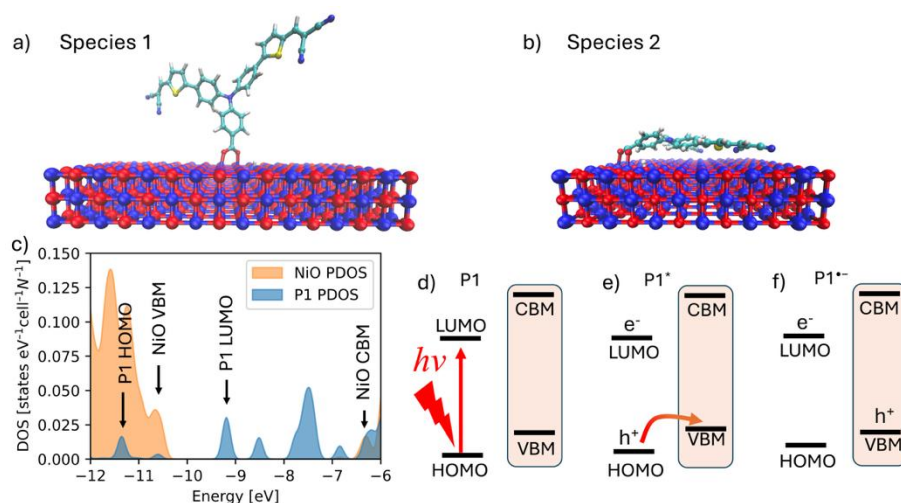 a) Species 1
b) Species 2
c)
DOS [states eV⁻¹cell⁻¹N⁻¹]
0.150
0.125
0.100
0.075
0.050
0.025
0.000
NiO PDOS
P1 PDOS
P1 HOMO
NiO VBM
P1 LUMO
NiO CBM
−12 −11 −10 −9 −8 −7 −6
Energy [eV]
d) P1
LUMO
hν
HOMO
CBM
VBM
e) P1*
e⁻
LUMO
h⁺
HOMO
CBM
VBM
f) P1•−
e⁻
LUMO
HOMO
CBM
h⁺
VBM